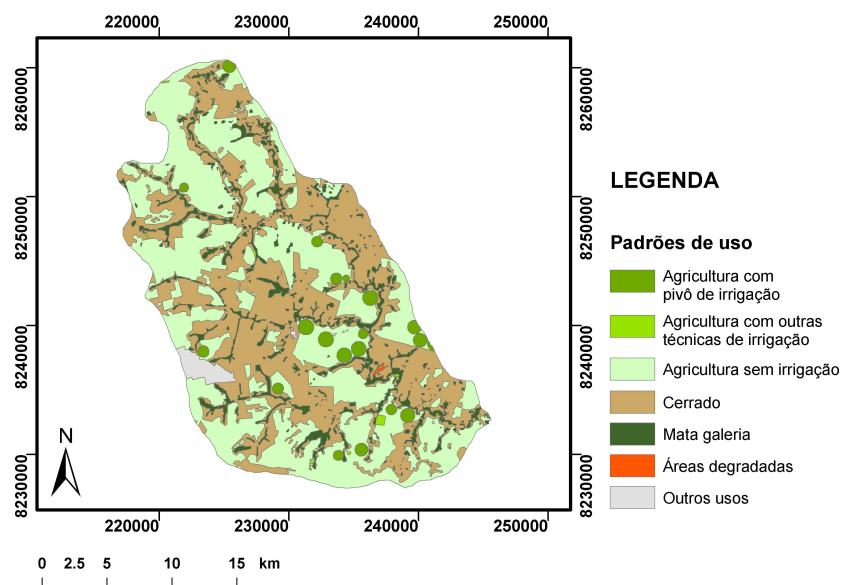 220000 230000 240000 250000
8260000 8260000
8250000 8250000
8240000 8240000
8230000 8230000
220000 230000 240000 250000
N
0 2.5 5 10 15 km
LEGENDA
Padrões de uso
Agricultura com
pivô de irrigação
Agricultura com outras
técnicas de irrigação
Agricultura sem irrigação
Cerrado
Mata galeria
Áreas degradadas
Outros usos